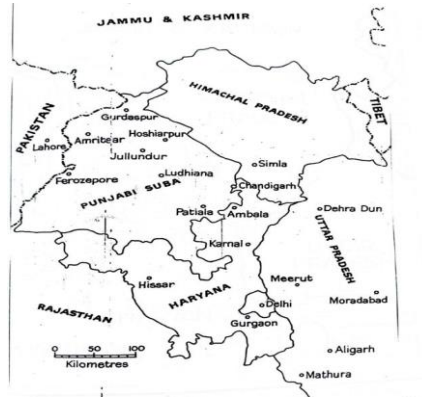 JAMMU & KASHMIR
HIMACHAL PRADESH
TIBET
PAKISTAN
Gurdaspur
Amritsar
Hoshiarpur
Lahore
Jullundur
Simla
Ferozepore
Ludhiana
Chandigarh
PUNJABI SUBA
Patiala
Ambala
Dehra Dun
Karnal
UTTAR PRADESH
Hissar
Meerut
HARYANA
Moradabad
Delhi
RAJASTHAN
Gurgaon
0 50 100
Kilometres
Aligarh
Mathura